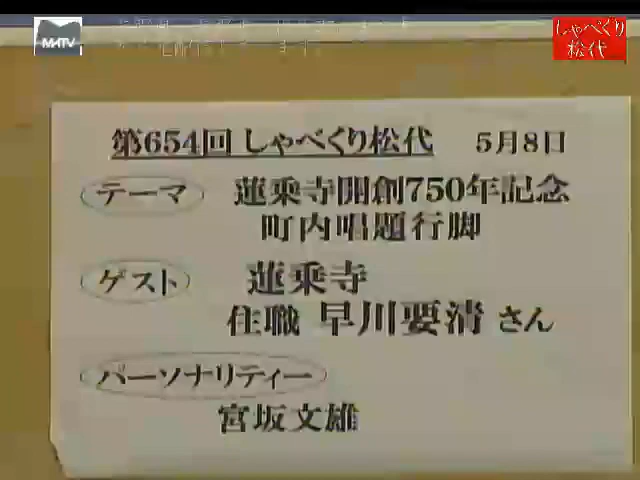 MNTV
しゃべくり
松代
第654回 しゃべくり松代 5月8日
テーマ 蓮乗寺開創750年記念
町内唱題行脚
ゲスト 蓮乗寺
住職 早川要清 さん
パーソナリティー
宮坂文雄